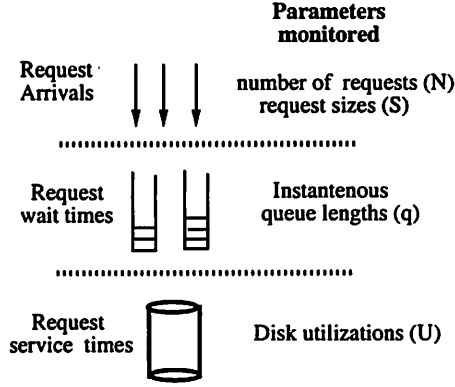 Parameters
monitored
Request
Arrivals
number of requests (N)
request sizes (S)
Request
wait times
Instantenous
queue lengths (q)
Request
service times
Disk utilizations (U)